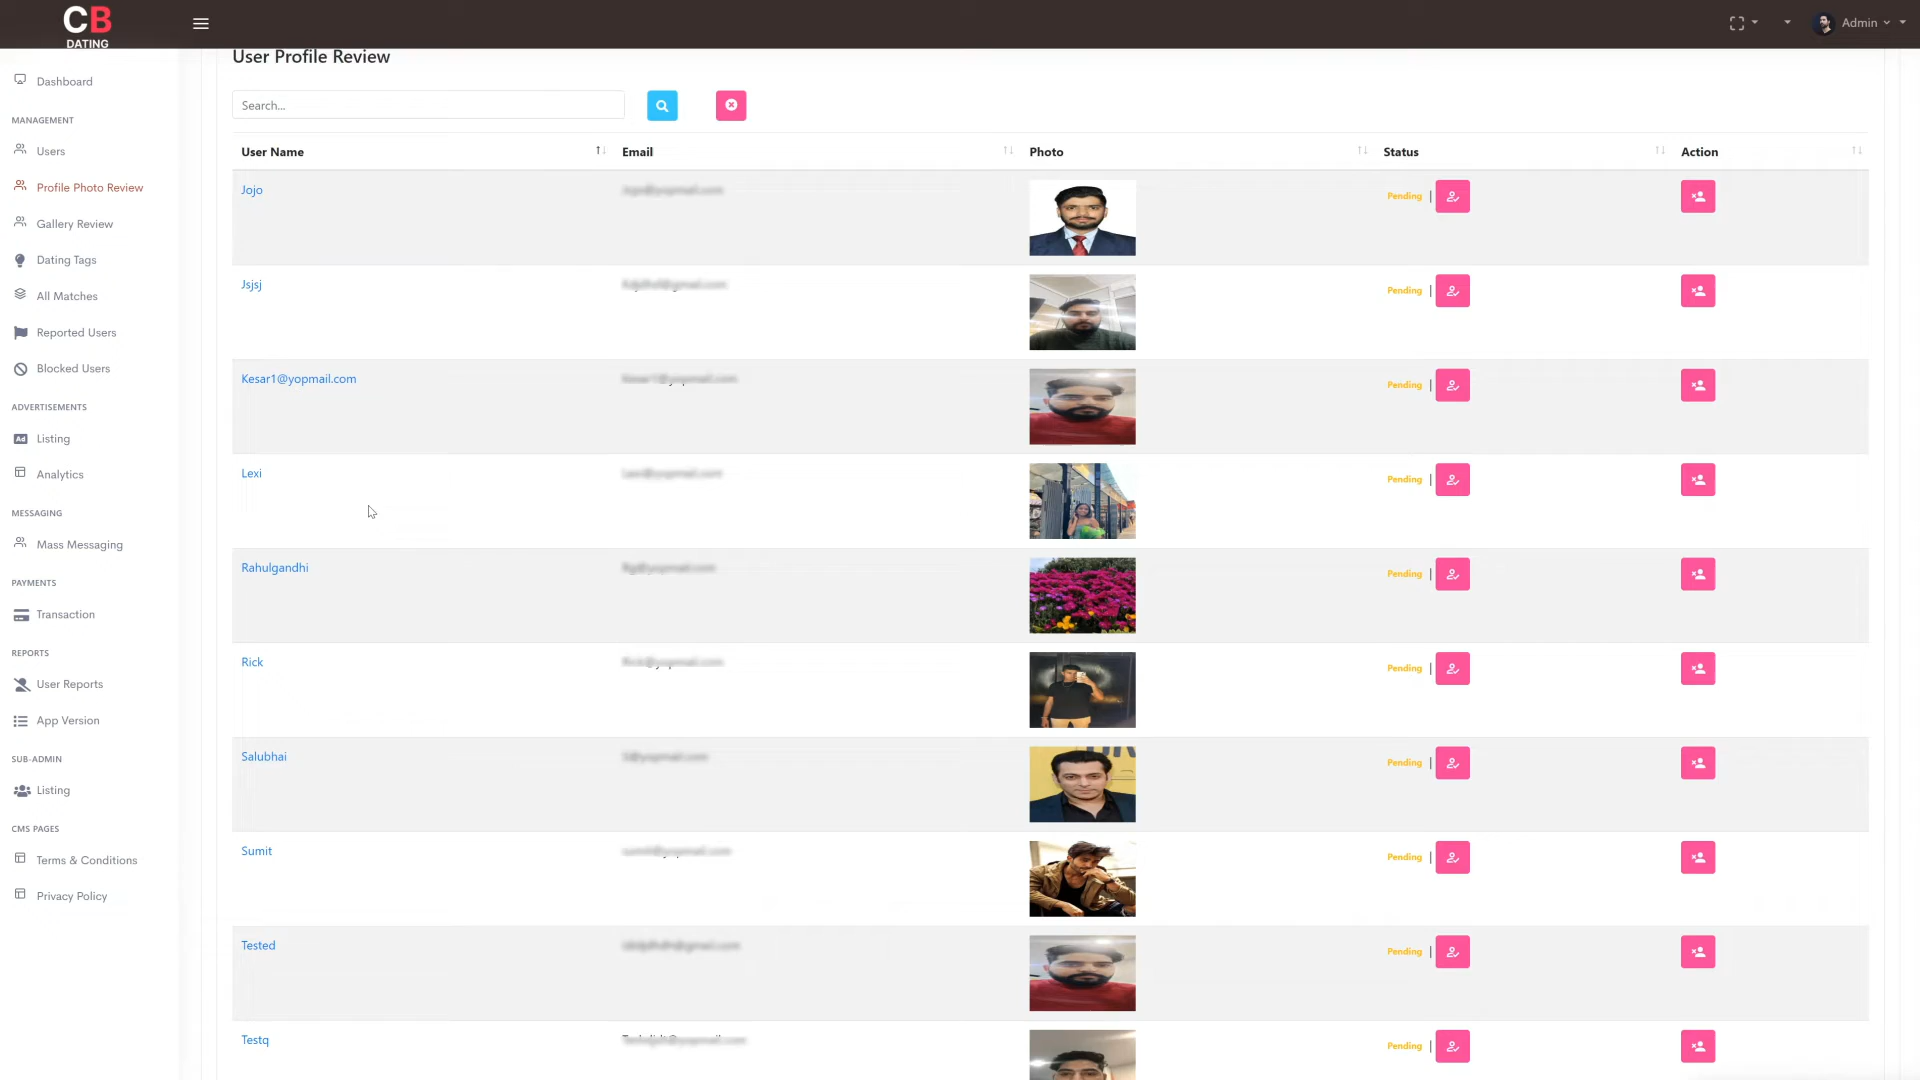 CB
DATING
Admin
User Profile Review
Dashboard
Search...
MANAGEMENT
Users
User Name
Email
Photo
Status
Action
Profile Photo Review
Jojo
Pending |
Gallery Review
Dating Tags
Jsjsj
Pending |
All Matches
Reported Users
Blocked Users
Kesar1@yopmail.com
Pending |
ADVERTISEMENTS
Ad Listing
Analytics
Lexi
Pending |
MESSAGING
Mass Messaging
Rahulgandhi
Pending |
PAYMENTS
Transaction
REPORTS
Rick
Pending |
User Reports
App Version
SUB-ADMIN
Salubhai
Pending |
Listing
CMS PAGES
Sumit
Pending |
Terms & Conditions
Privacy Policy
Tested
Pending |
Testq
Pending |